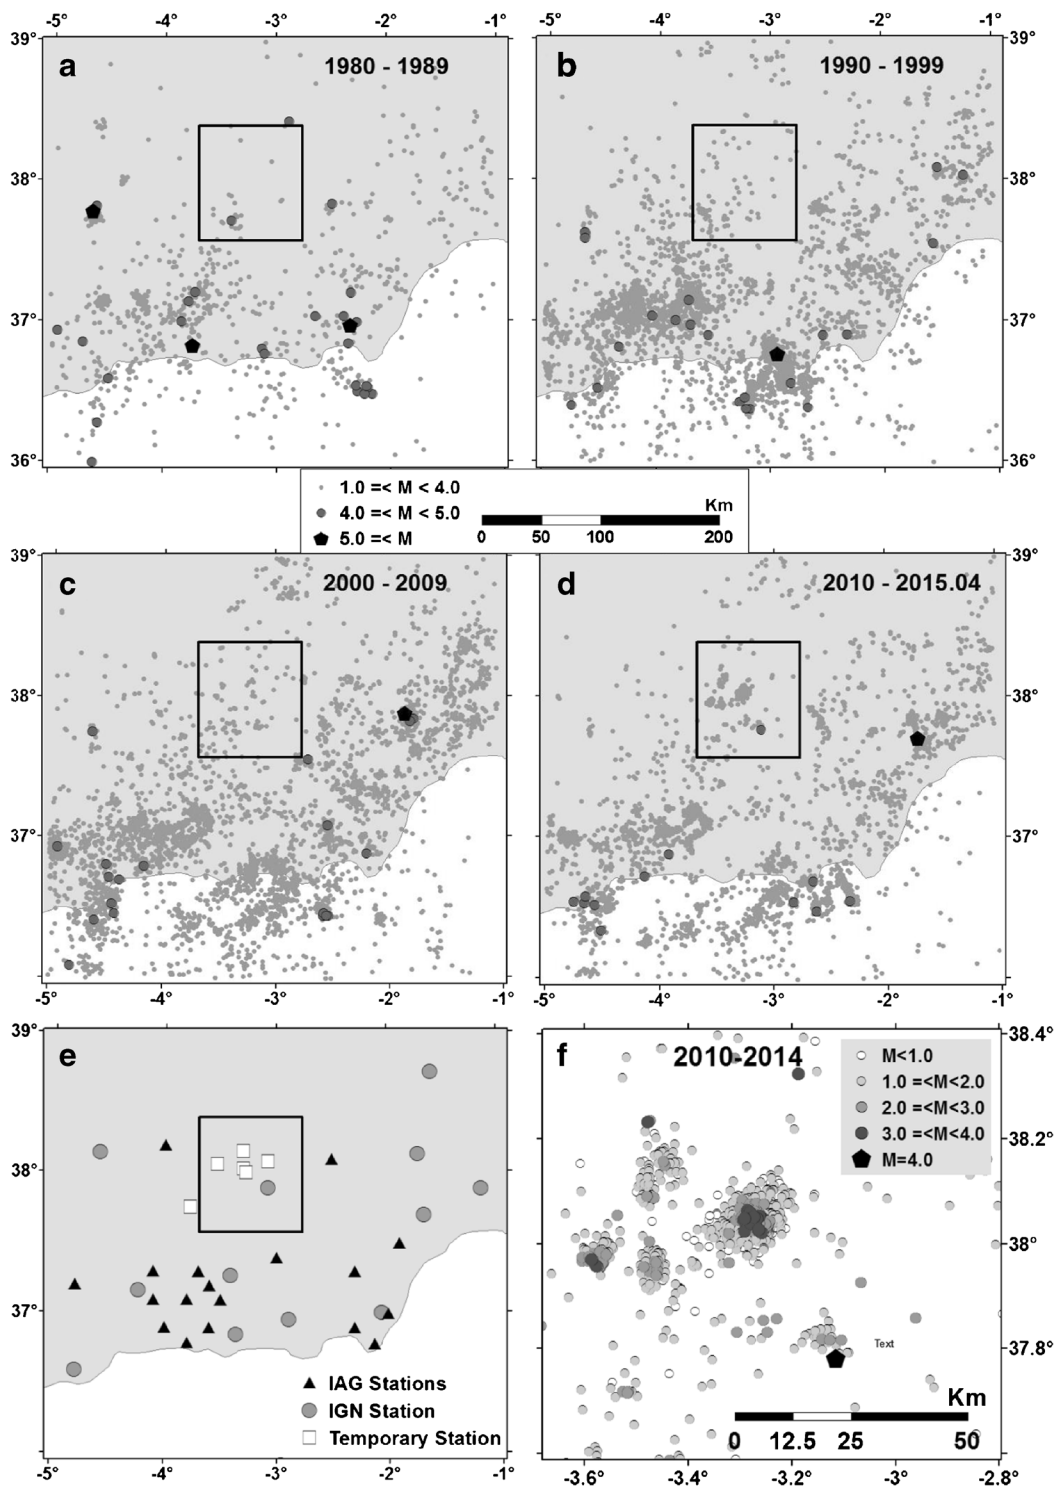 -5° -4° -3° -2° -1°
-5° -4° -3° -2° -1°
39°
a
1980 - 1989
b
1990 - 1999
39°
38°
38°
37°
37°
36°
36°
1.0 =< M < 4.0
4.0 =< M < 5.0
5.0 =< M
Km
0 50 100 200
39°
c
2000 - 2009
d
2010 - 2015.04
39°
38°
38°
37°
37°
-5° -4° -3° -2° -1°
-5° -4° -3° -2° -1°
39°
e
38°
37°
IAG Stations
IGN Station
Temporary Station
-5° -4° -3° -2° -1°
f
2010-2014
M<1.0
1.0 =<M<2.0
2.0 =<M<3.0
3.0 =<M<4.0
M=4.0
38.4°
38.2°
38°
37.8°
Text
Km
0 12.5 25 50
-3.6° -3.4° -3.2° -3° -2.8°